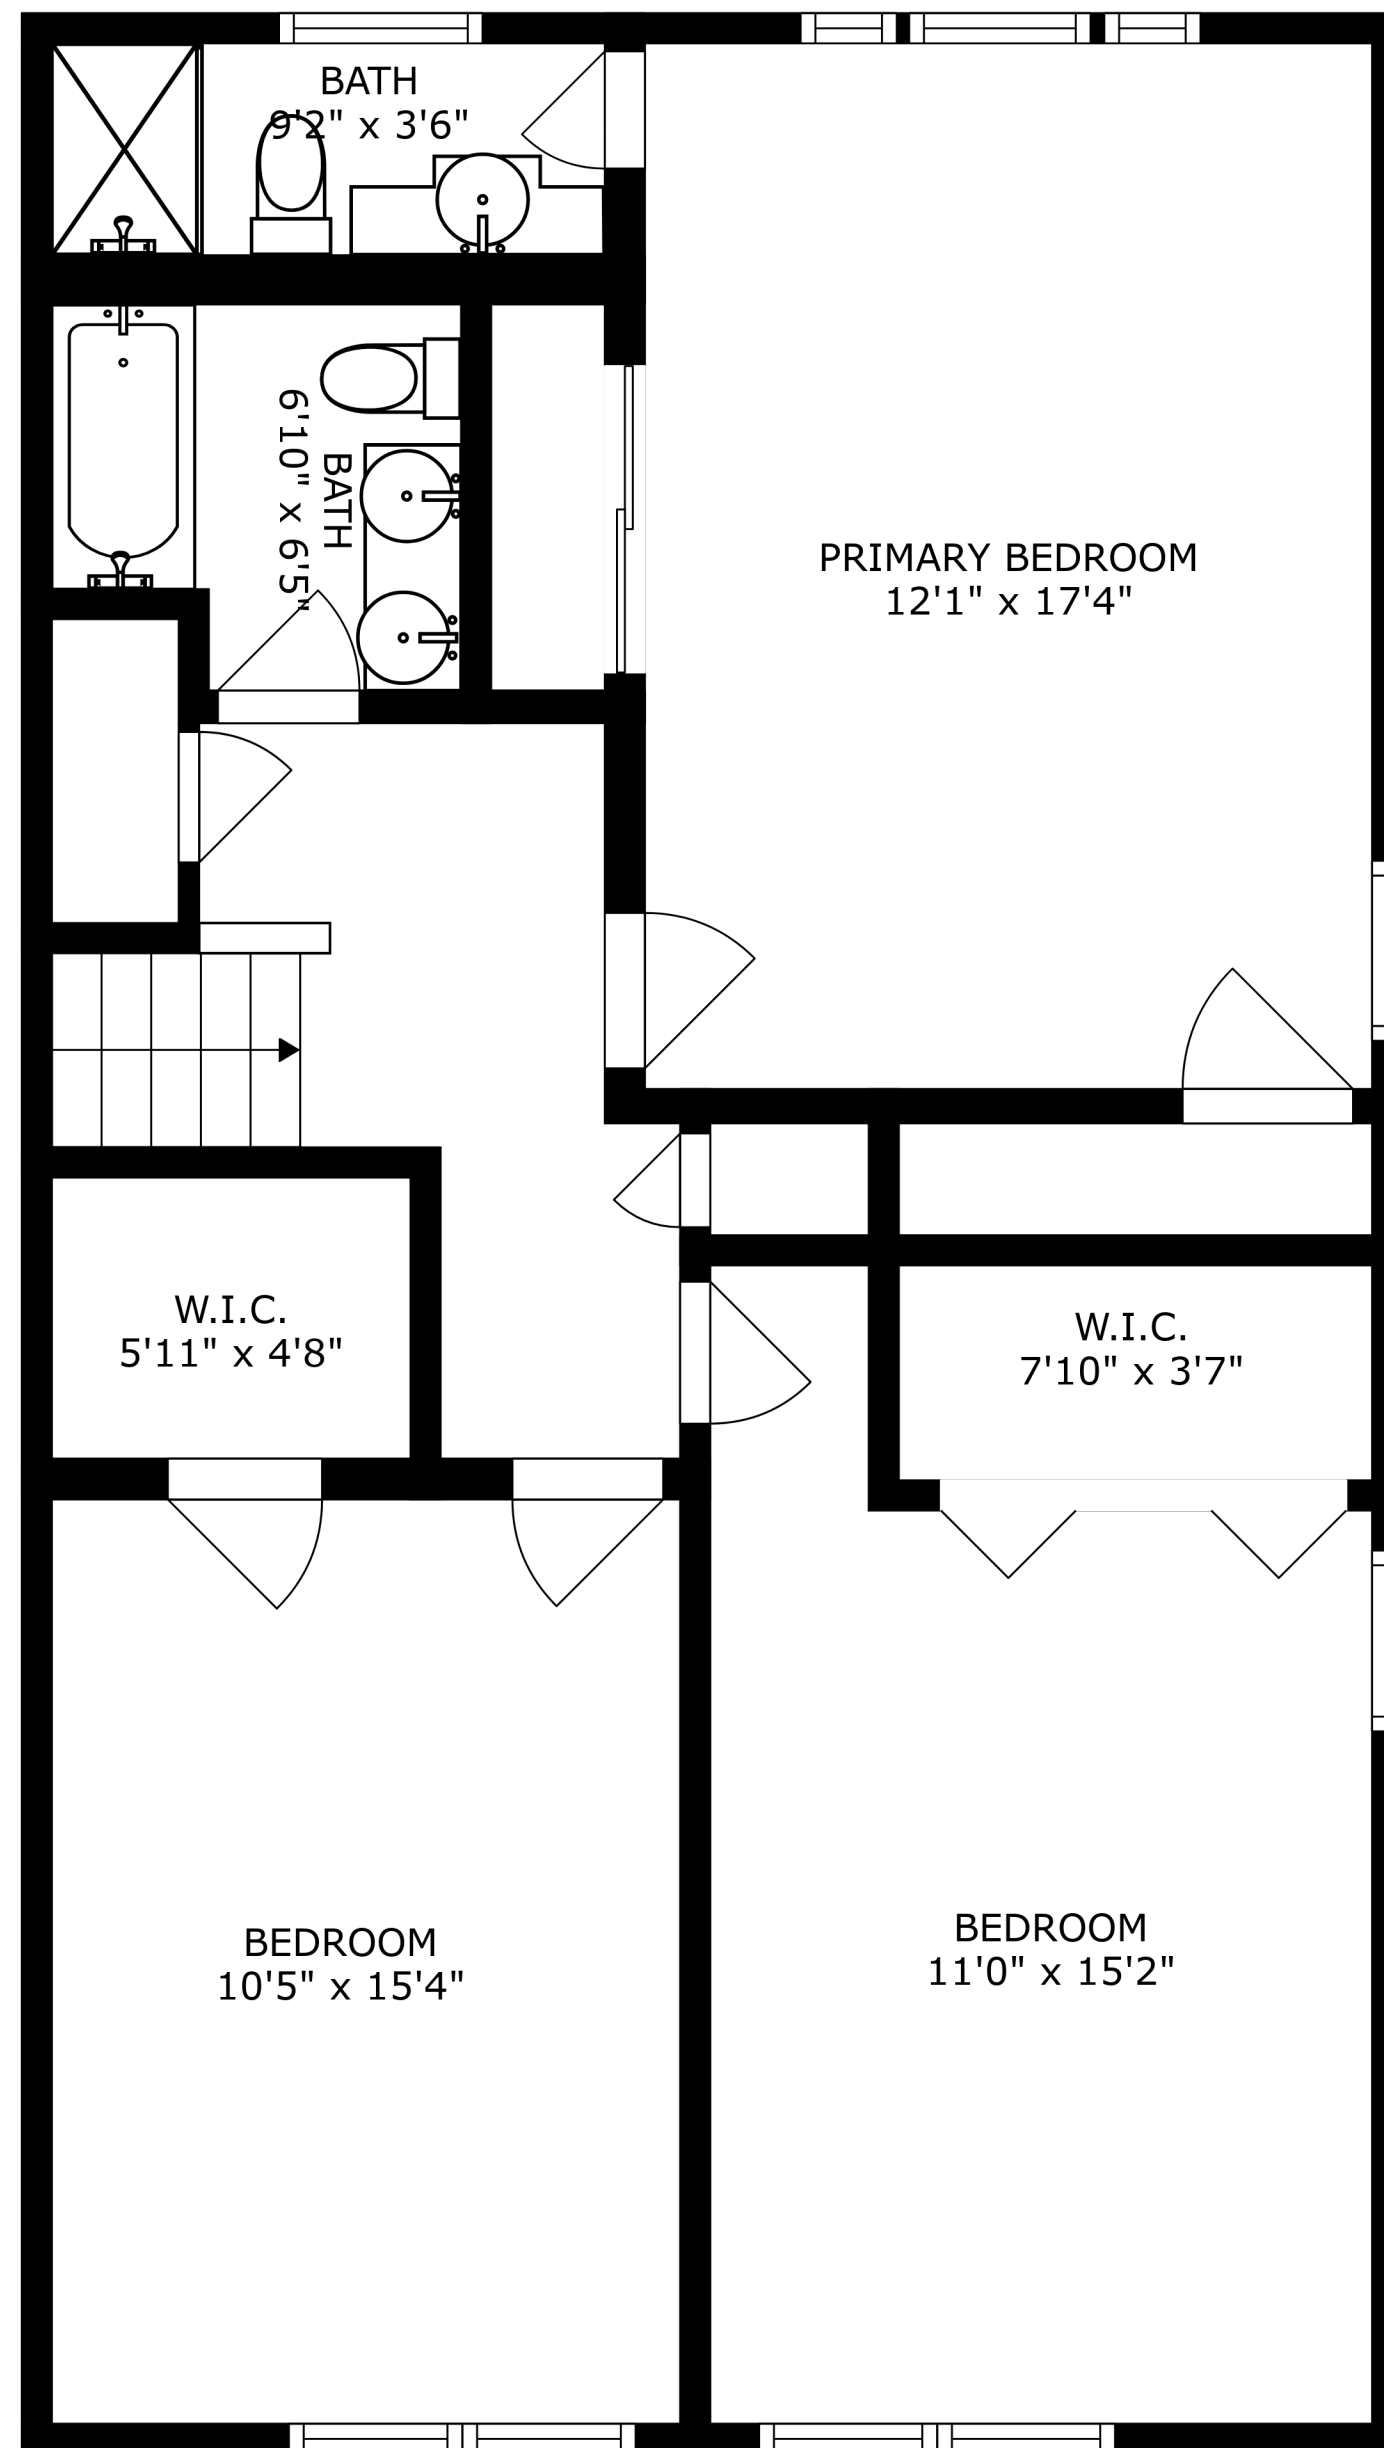 BATH
9'2" x 3'6"
BATH
6'10" x 6'5"
PRIMARY BEDROOM
12'1" x 17'4"
W.I.C.
5'11" x 4'8"
W.I.C.
7'10" x 3'7"
BEDROOM
10'5" x 15'4"
BEDROOM
11'0" x 15'2"